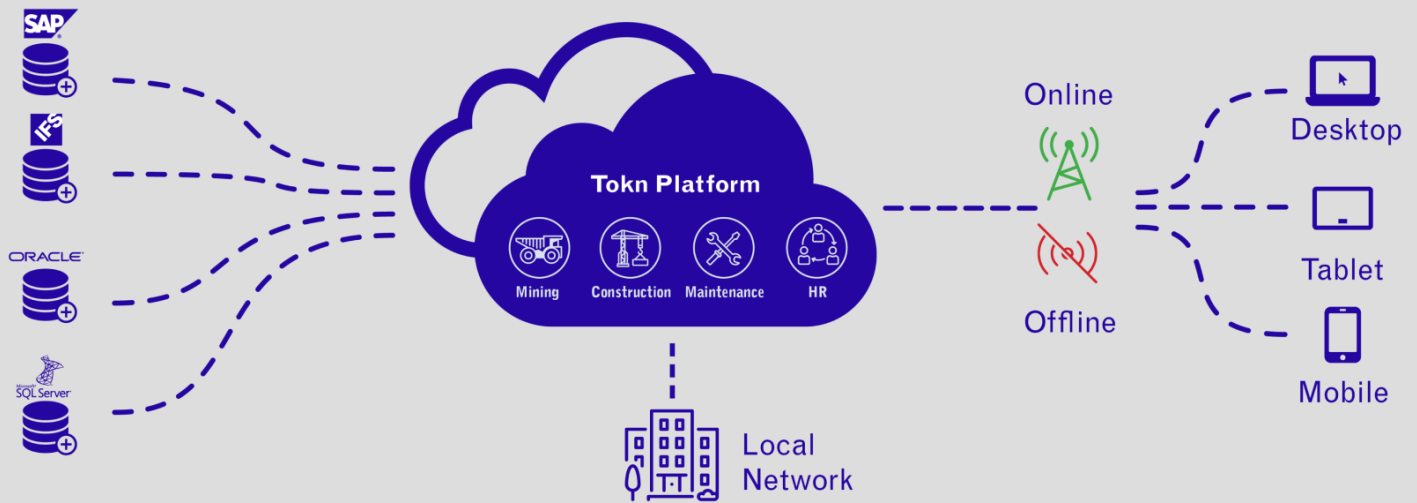 SAP
IFS
ORACLE
Microsoft
SQL Server
Tokn Platform
Mining
Construction
Maintenance
HR
Local
Network
Online
Offline
Desktop
Tablet
Mobile